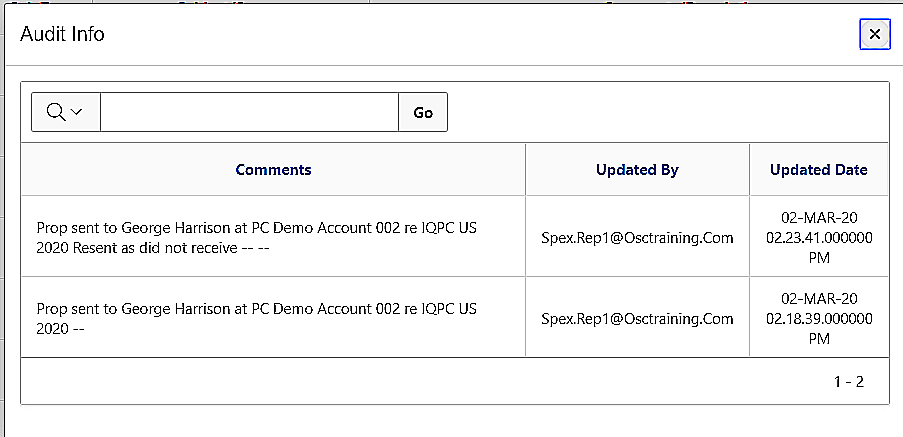 Audit Info
Go
Comments
Updated By
Updated Date
Prop sent to George Harrison at PC Demo Account 002 re IQPC US
2020 Resent as did not receive -- --
Spex.Rep1@Osctraining.Com
02-MAR-20
02.23.41.000000
PM
Prop sent to George Harrison at PC Demo Account 002 re IQPC US
2020 --
Spex.Rep1@Osctraining.Com
02-MAR-20
02.18.39.000000
PM
1 - 2